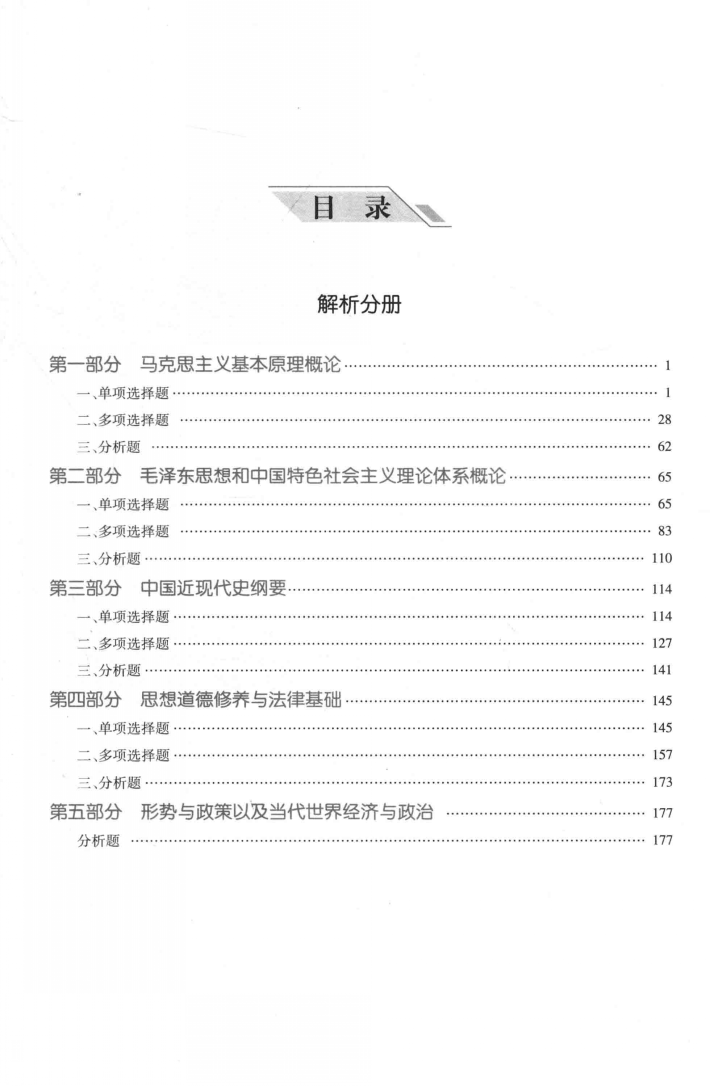 目 录
解析分册
第一部分 马克思主义基本原理概论 …… 1
一、单项选择题 …… 1
二、多项选择题 …… 28
三、分析题 …… 62
第二部分 毛泽东思想和中国特色社会主义理论体系概论 …… 65
一、单项选择题 …… 65
二、多项选择题 …… 83
三、分析题 …… 110
第三部分 中国近现代史纲要 …… 114
一、单项选择题 …… 114
二、多项选择题 …… 127
三、分析题 …… 141
第四部分 思想道德修养与法律基础 …… 145
一、单项选择题 …… 145
二、多项选择题 …… 157
三、分析题 …… 173
第五部分 形势与政策以及当代世界经济与政治 …… 177
分析题 …… 177